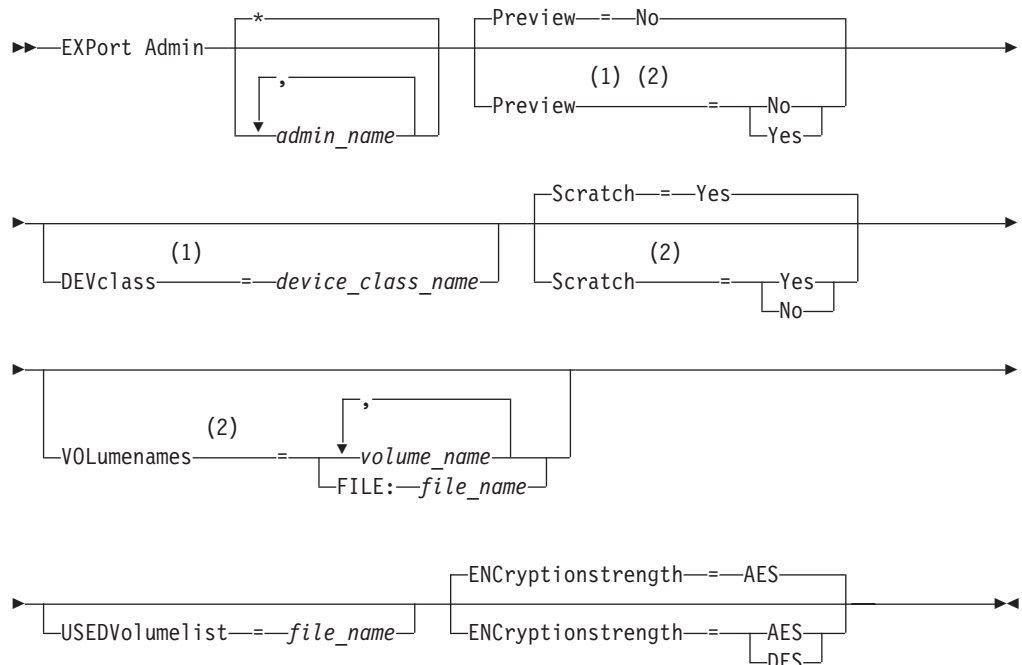 * Preview = No
EXPort Admin
, (1) (2)
Preview = No
admin_name Yes
Scratch = Yes
(1) (2)
DEVclass = device_class_name Scratch = Yes
No
,
(2)
VOLumenames = volume_name
FILE: file_name
ENCryptionstrength = AES
USEDVolumelist = file_name ENCryptionstrength = AES
DES